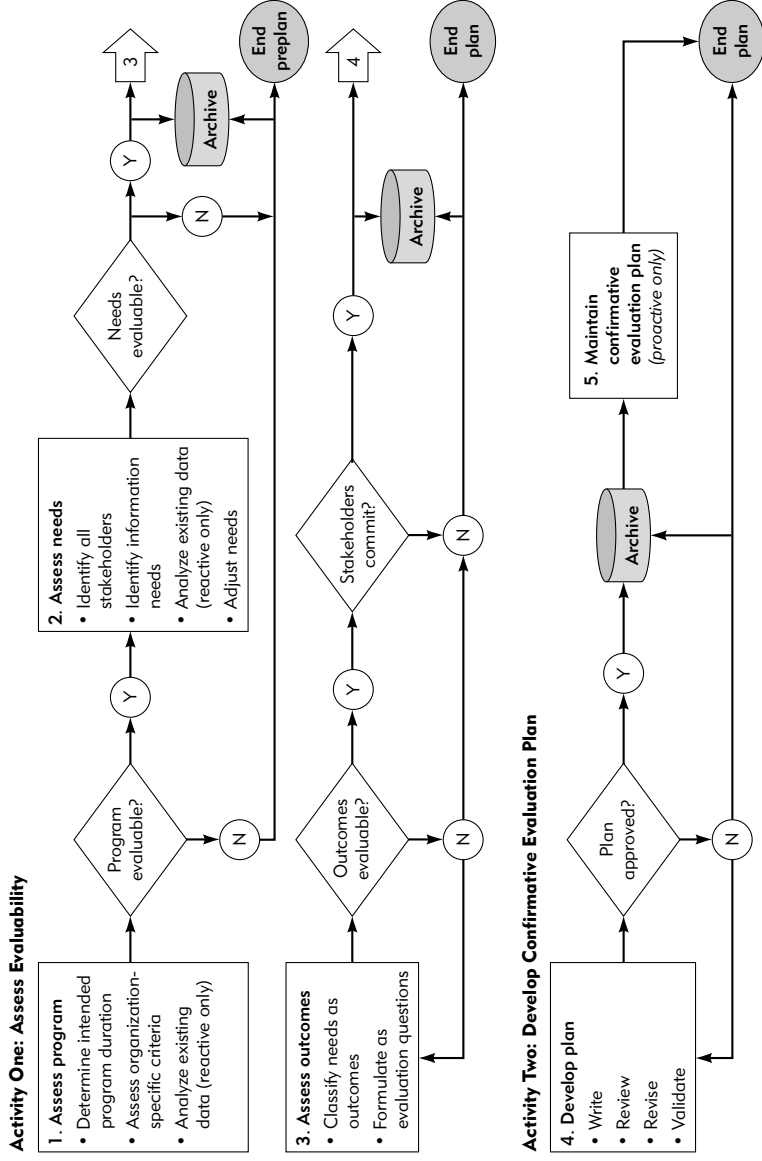 Activity One: Assess Evaluability
1. Assess program
• Determine intended
program duration
• Assess organization-
specific criteria
• Analyze existing
data (reactive only)
Program
evaluable?
Y
N
2. Assess needs
• Identify all
stakeholders
• Identify information
needs
• Analyze existing data
(reactive only)
• Adjust needs
Needs
evaluable?
Y
N
3
Archive
End
preplan
3. Assess outcomes
• Classify needs as
outcomes
• Formulate as
evaluation questions
Outcomes
evaluable?
Y
N
Stakeholders
commit?
Y
N
4
Archive
End
plan
Activity Two: Develop Confirmative Evaluation Plan
4. Develop plan
• Write
• Review
• Revise
• Validate
Plan
approved?
Y
N
Archive
5. Maintain
confirmative
evaluation plan
(proactive only)
End
plan